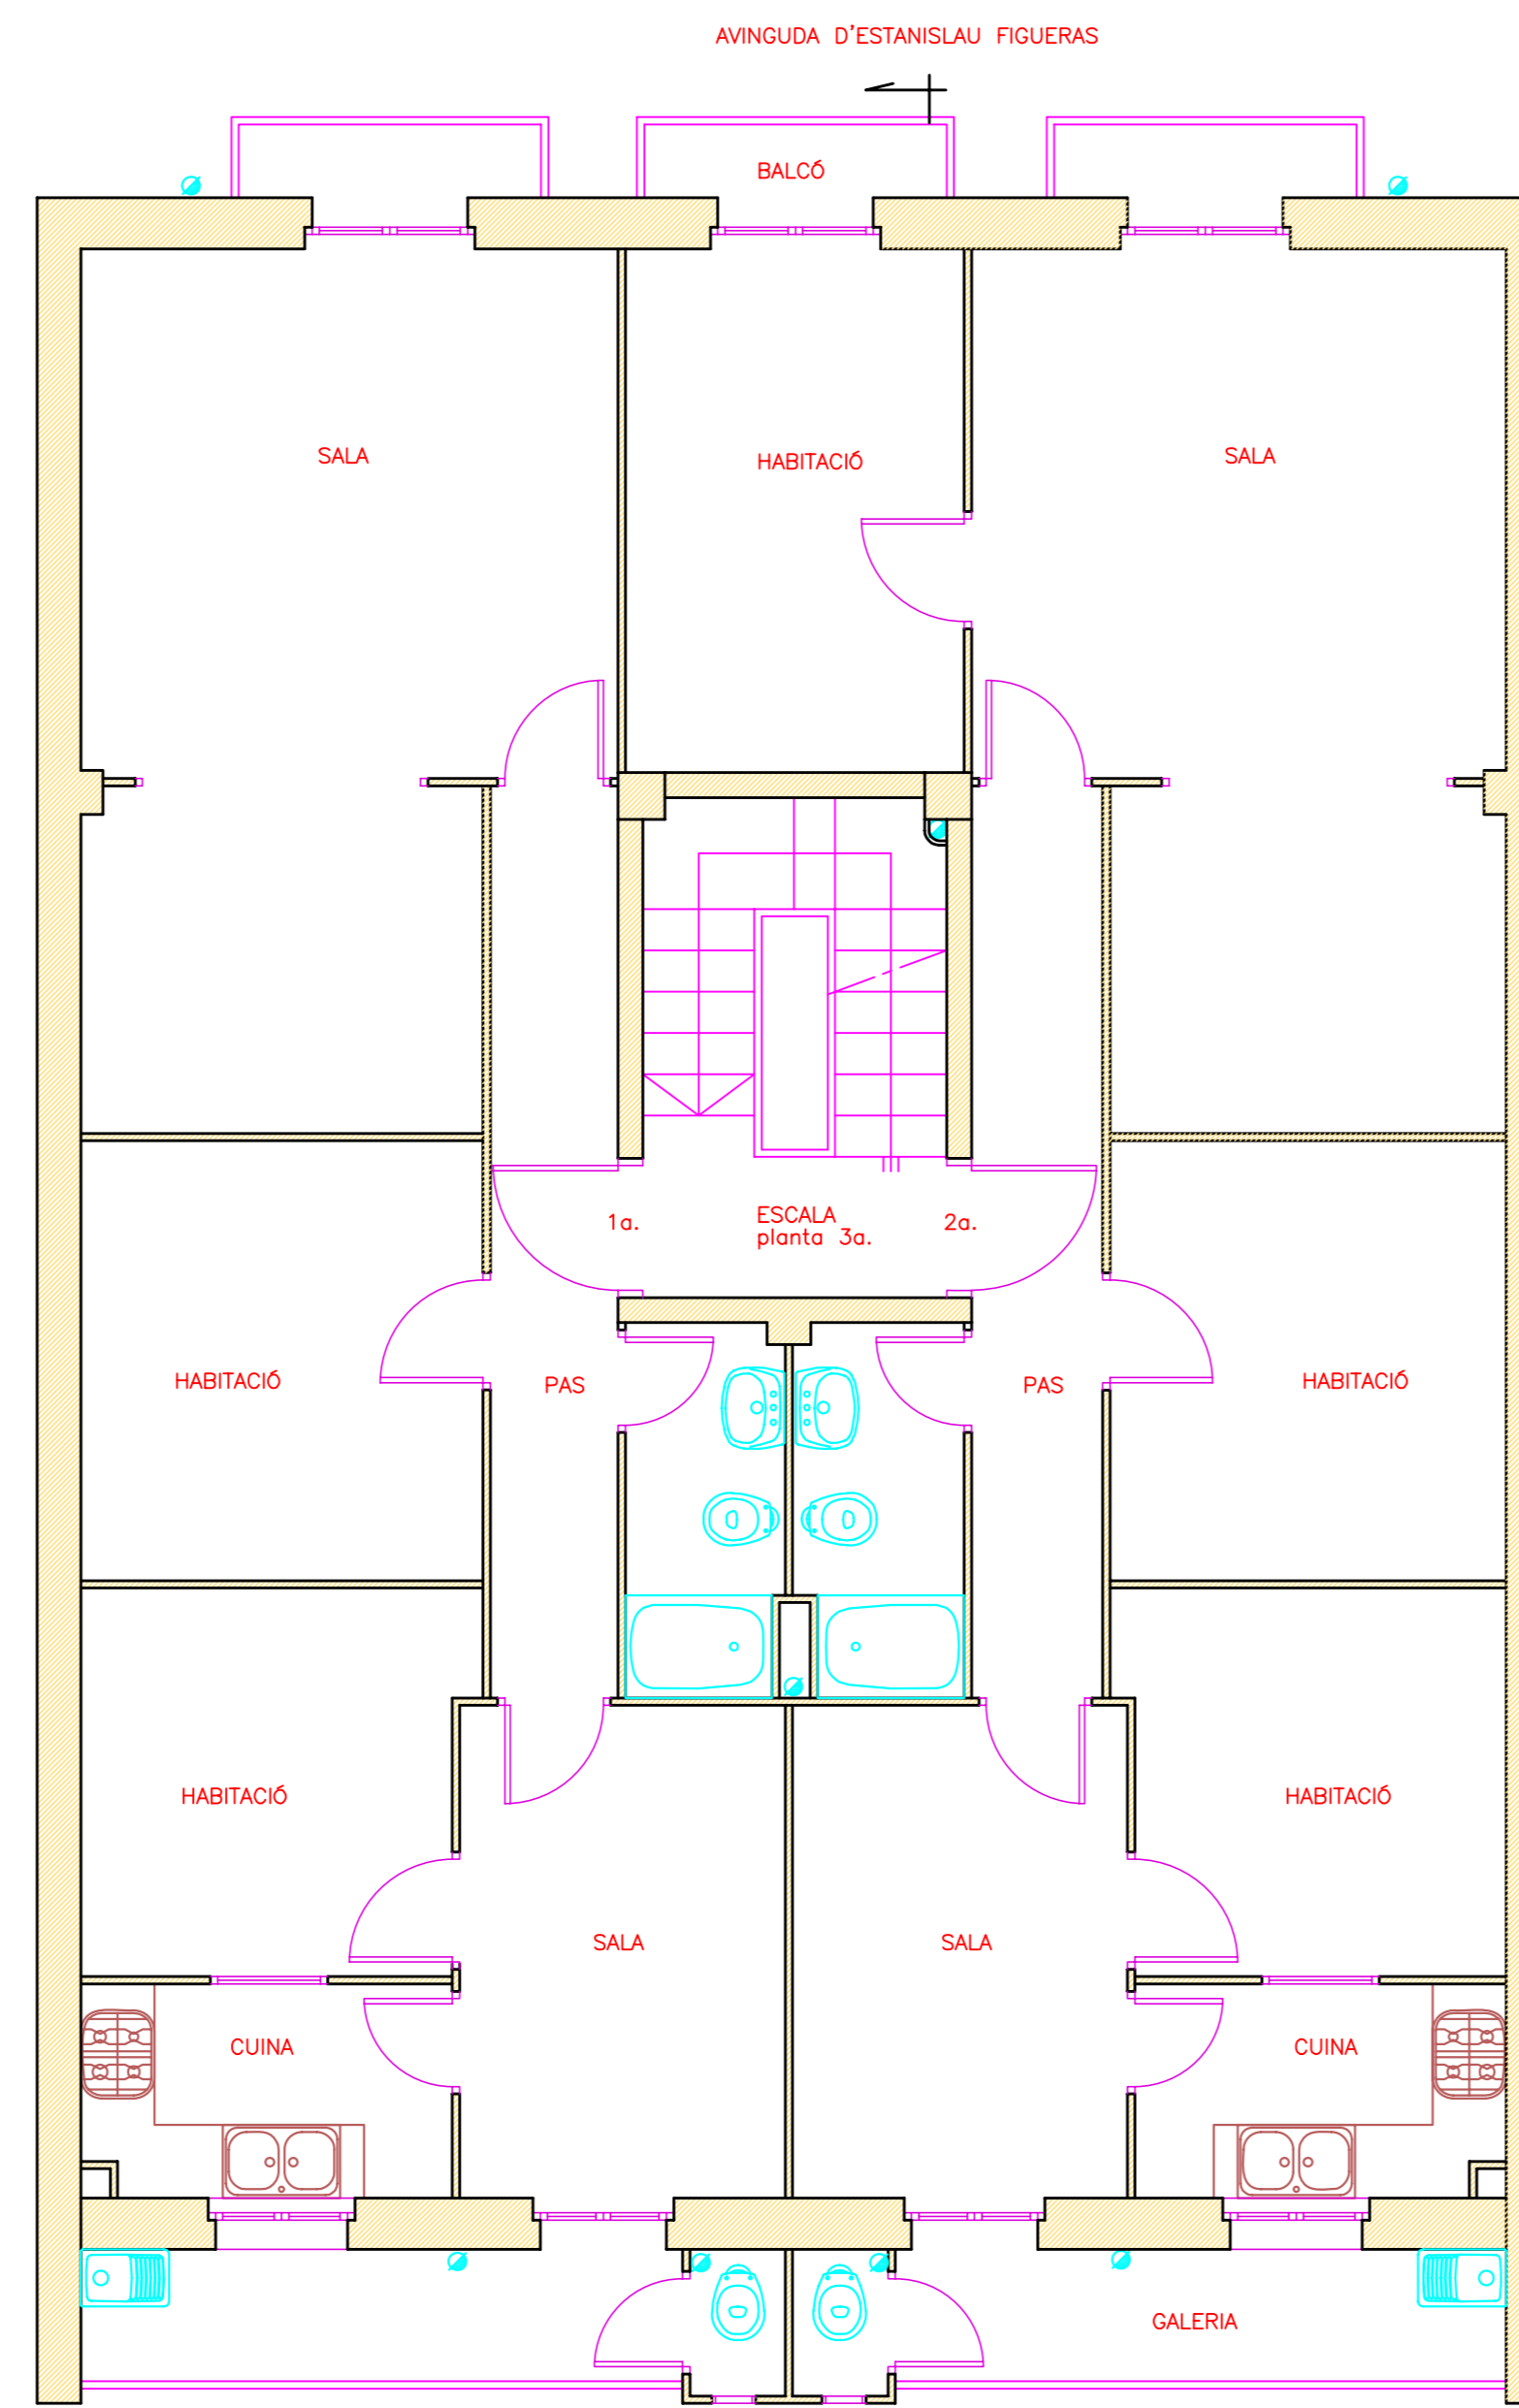 AVINGUDA D'ESTANISLAU FIGUERAS
BALCÓ
SALA
HABITACIÓ
SALA
1a.
ESCALA
planta 3a.
2a.
HABITACIÓ
PAS
PAS
HABITACIÓ
HABITACIÓ
HABITACIÓ
SALA
SALA
CUINA
CUINA
GALERIA